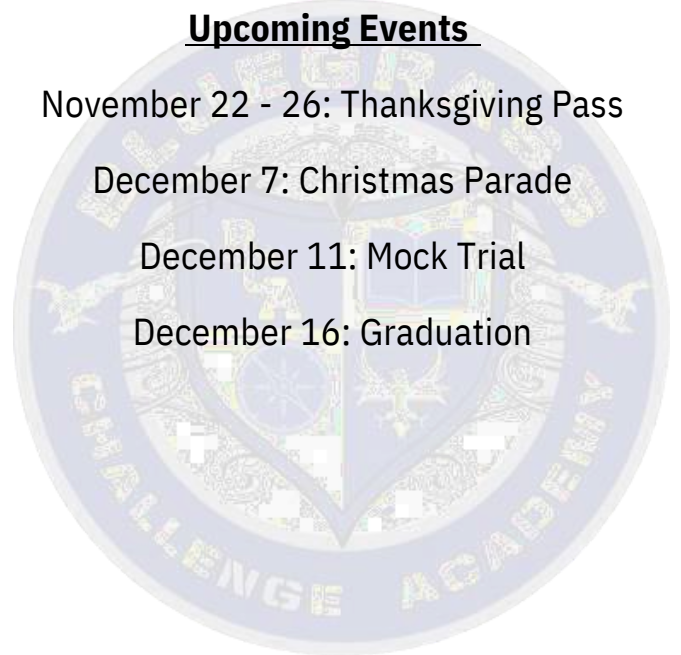 Upcoming Events
November 22 - 26: Thanksgiving Pass
December 7: Christmas Parade
December 11: Mock Trial
December 16: Graduation
BLUEGRASS
CHALLENGE ACADEMY